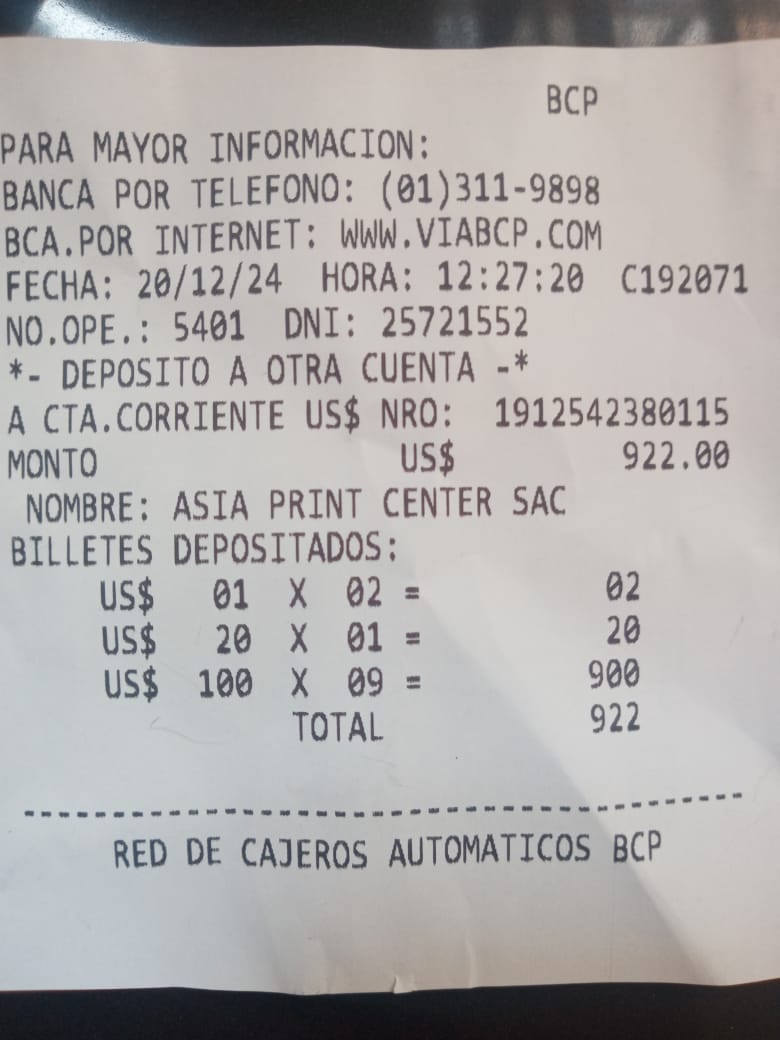 BCP
PARA MAYOR INFORMACION:
BANCA POR TELEFONO: (01)311-9898
BCA.POR INTERNET: WWW.VIABCP.COM
FECHA: 20/12/24 HORA: 12:27:20 C192071
NO.OPE.: 5401 DNI: 25721552
*- DEPOSITO A OTRA CUENTA -*
A CTA.CORRIENTE US$ NRO: 1912542380115
MONTO US$ 922.00
NOMBRE: ASIA PRINT CENTER SAC
BILLETES DEPOSITADOS:
US$ 01 X 02 = 02
US$ 20 X 01 = 20
US$ 100 X 09 = 900
TOTAL 922
RED DE CAJEROS AUTOMATICOS BCP